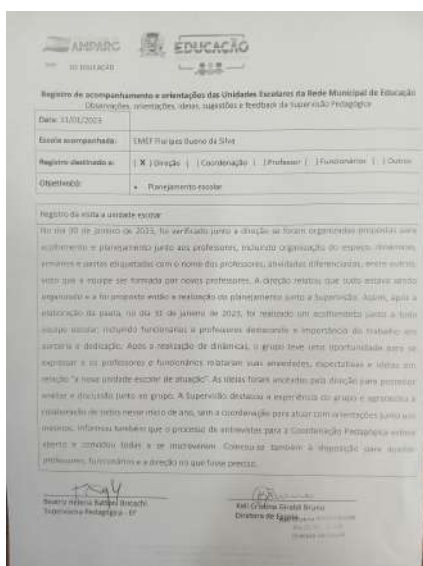 AMPARO
EDUCAÇÃO
Registro de acompanhamento e orientações das Unidades Escolares da Rede Municipal de Educação
Observações, orientações, ideias, sugestões e feedback da Supervisão Pedagógica
Data: 31/01/2023
Escola acompanhada: EMEF Floripes Bueno da Silva
Registro destinado a: ( X ) Direção ( ) Coordenação ( ) Professor ( ) Funcionários ( ) Outros
Objetivo(s): • Planejamento escolar
Registro da visita a unidade escolar
No dia 30 de janeiro de 2023, foi verificado junto a direção se foram organizadas propostas para
acolhimento e planejamento junto aos professores, incluindo organização do espaço, dinâmicas,
e pastas etiquetadas com o nome dos professores, atividades diferenciadas, entre outros,
visto que a equipe ser formada por novos professores. A direção relatou que tudo estava sendo
organizado e a foi proposto então a realização do planejamento junto a Supervisão. Assim, após a
elaboração da pauta, no dia 31 de janeiro de 2023, foi realizado um acolhimento junto a toda
equipe escolar, incluindo funcionários e professores destacando a importância do trabalho em
parceria e dedicação. Após a realização de dinâmicas, o grupo teve uma oportunidade para se
expressar e os professores e funcionários relataram suas ansiedades, expectativas e ideias em
relação "a nova unidade escolar de atuação". As ideias foram anotadas pela direção para posterior
análise e discussão junto ao grupo. A Supervisão destacou a experiência do grupo e agradeceu a
colaboração de todos nesse início de ano, sem a coordenação para atuar com orientações junto aos
mesmos. Informou também que o processo de entrevistas para a Coordenação Pedagógica estava
aberto e convidou todas a se inscreverem. Colocou-se também à disposição para auxiliar
professores, funcionários e a direção no que fosse preciso.
Beatriz Helena
Supervisora Pedagógica - EF
Keli Cristina Giraldi Bruno
Diretora de Escola